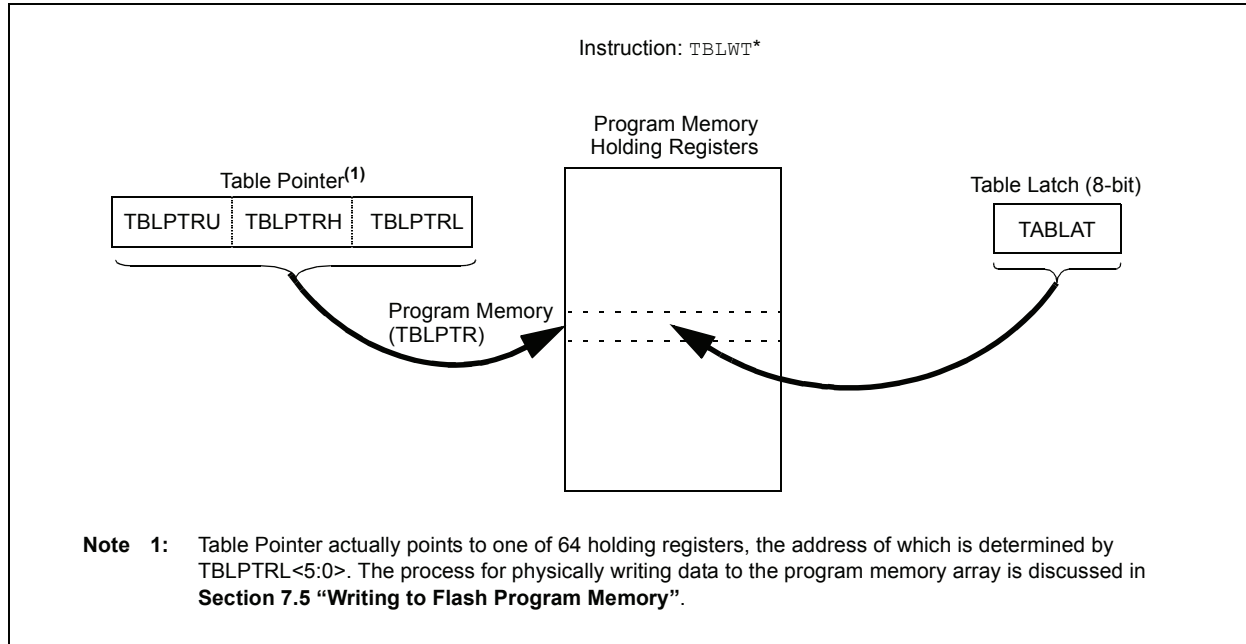 Instruction: TBLWT*
Program Memory
Holding Registers
Table Pointer(1)
Table Latch (8-bit)
TBLPTRU TBLPTRH TBLPTRL
TABLAT
Program Memory
(TBLPTR)
Note 1: Table Pointer actually points to one of 64 holding registers, the address of which is determined by
TBLPTRL<5:0>. The process for physically writing data to the program memory array is discussed in
Section 7.5 “Writing to Flash Program Memory”.